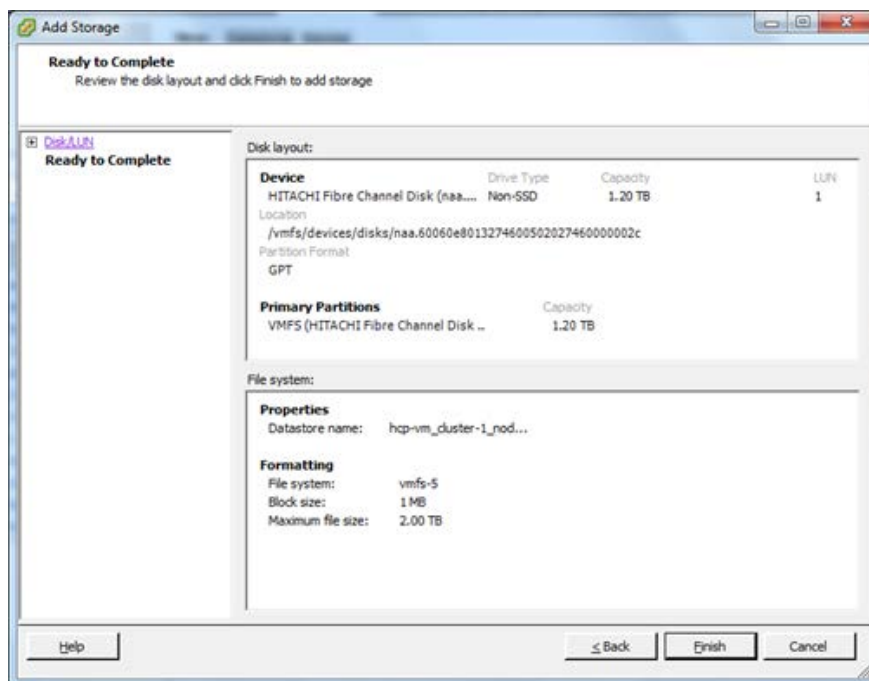 Add Storage
Ready to Complete
Review the disk layout and click Finish to add storage
Disk/LUN
Ready to Complete
Disk layout:
Device Drive Type Capacity LUN
HITACHI Fibre Channel Disk (naa.... Non-SSD 1.20 TB 1
Location
/vmfs/devices/disks/naa.60060e8013274600502027460000002c
Partition Format
GPT
Primary Partitions Capacity
VMFS (HITACHI Fibre Channel Disk .. 1.20 TB
File system:
Properties
Datastore name: hcp-vm_cluster-1_nod...
Formatting
File system: vmfs-5
Block size: 1 MB
Maximum file size: 2.00 TB
Help < Back Finish Cancel